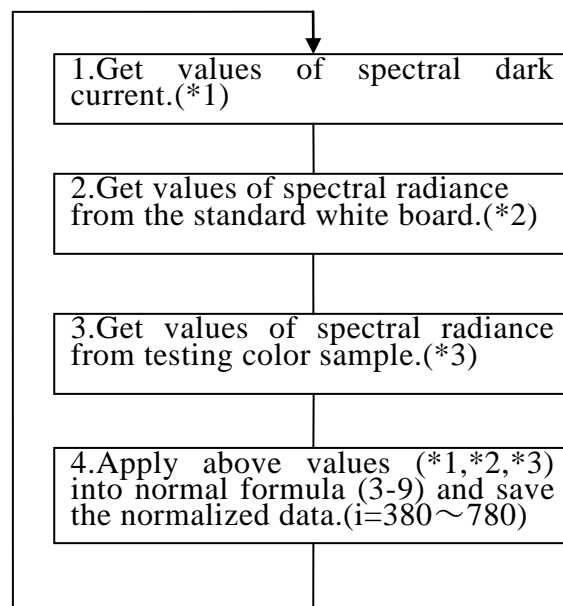 1.Get values of spectral dark
current.(*1)
2.Get values of spectral radiance
from the standard white board.(*2)
3.Get values of spectral radiance
from testing color sample.(*3)
4.Apply above values (*1,*2,*3)
into normal formula (3-9) and save
the normalized data.(i=380～780)